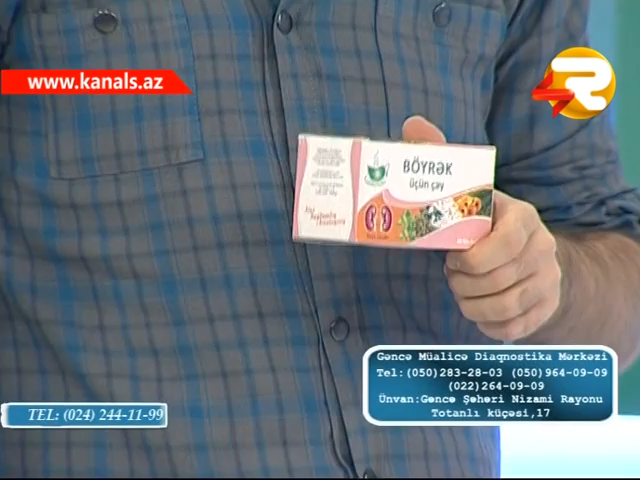 www.kanals.az
R
BÖYRƏK
üçün çay
Gəncə Müalicə Diaqnostika Mərkəzi
Tel:(050)283-28-03 (050)964-09-09
(022)264-09-09
Ünvan:Gəncə Şəhəri Nizami Rayonu
Totanlı küçəsi,17
TEL: (024) 244-11-99